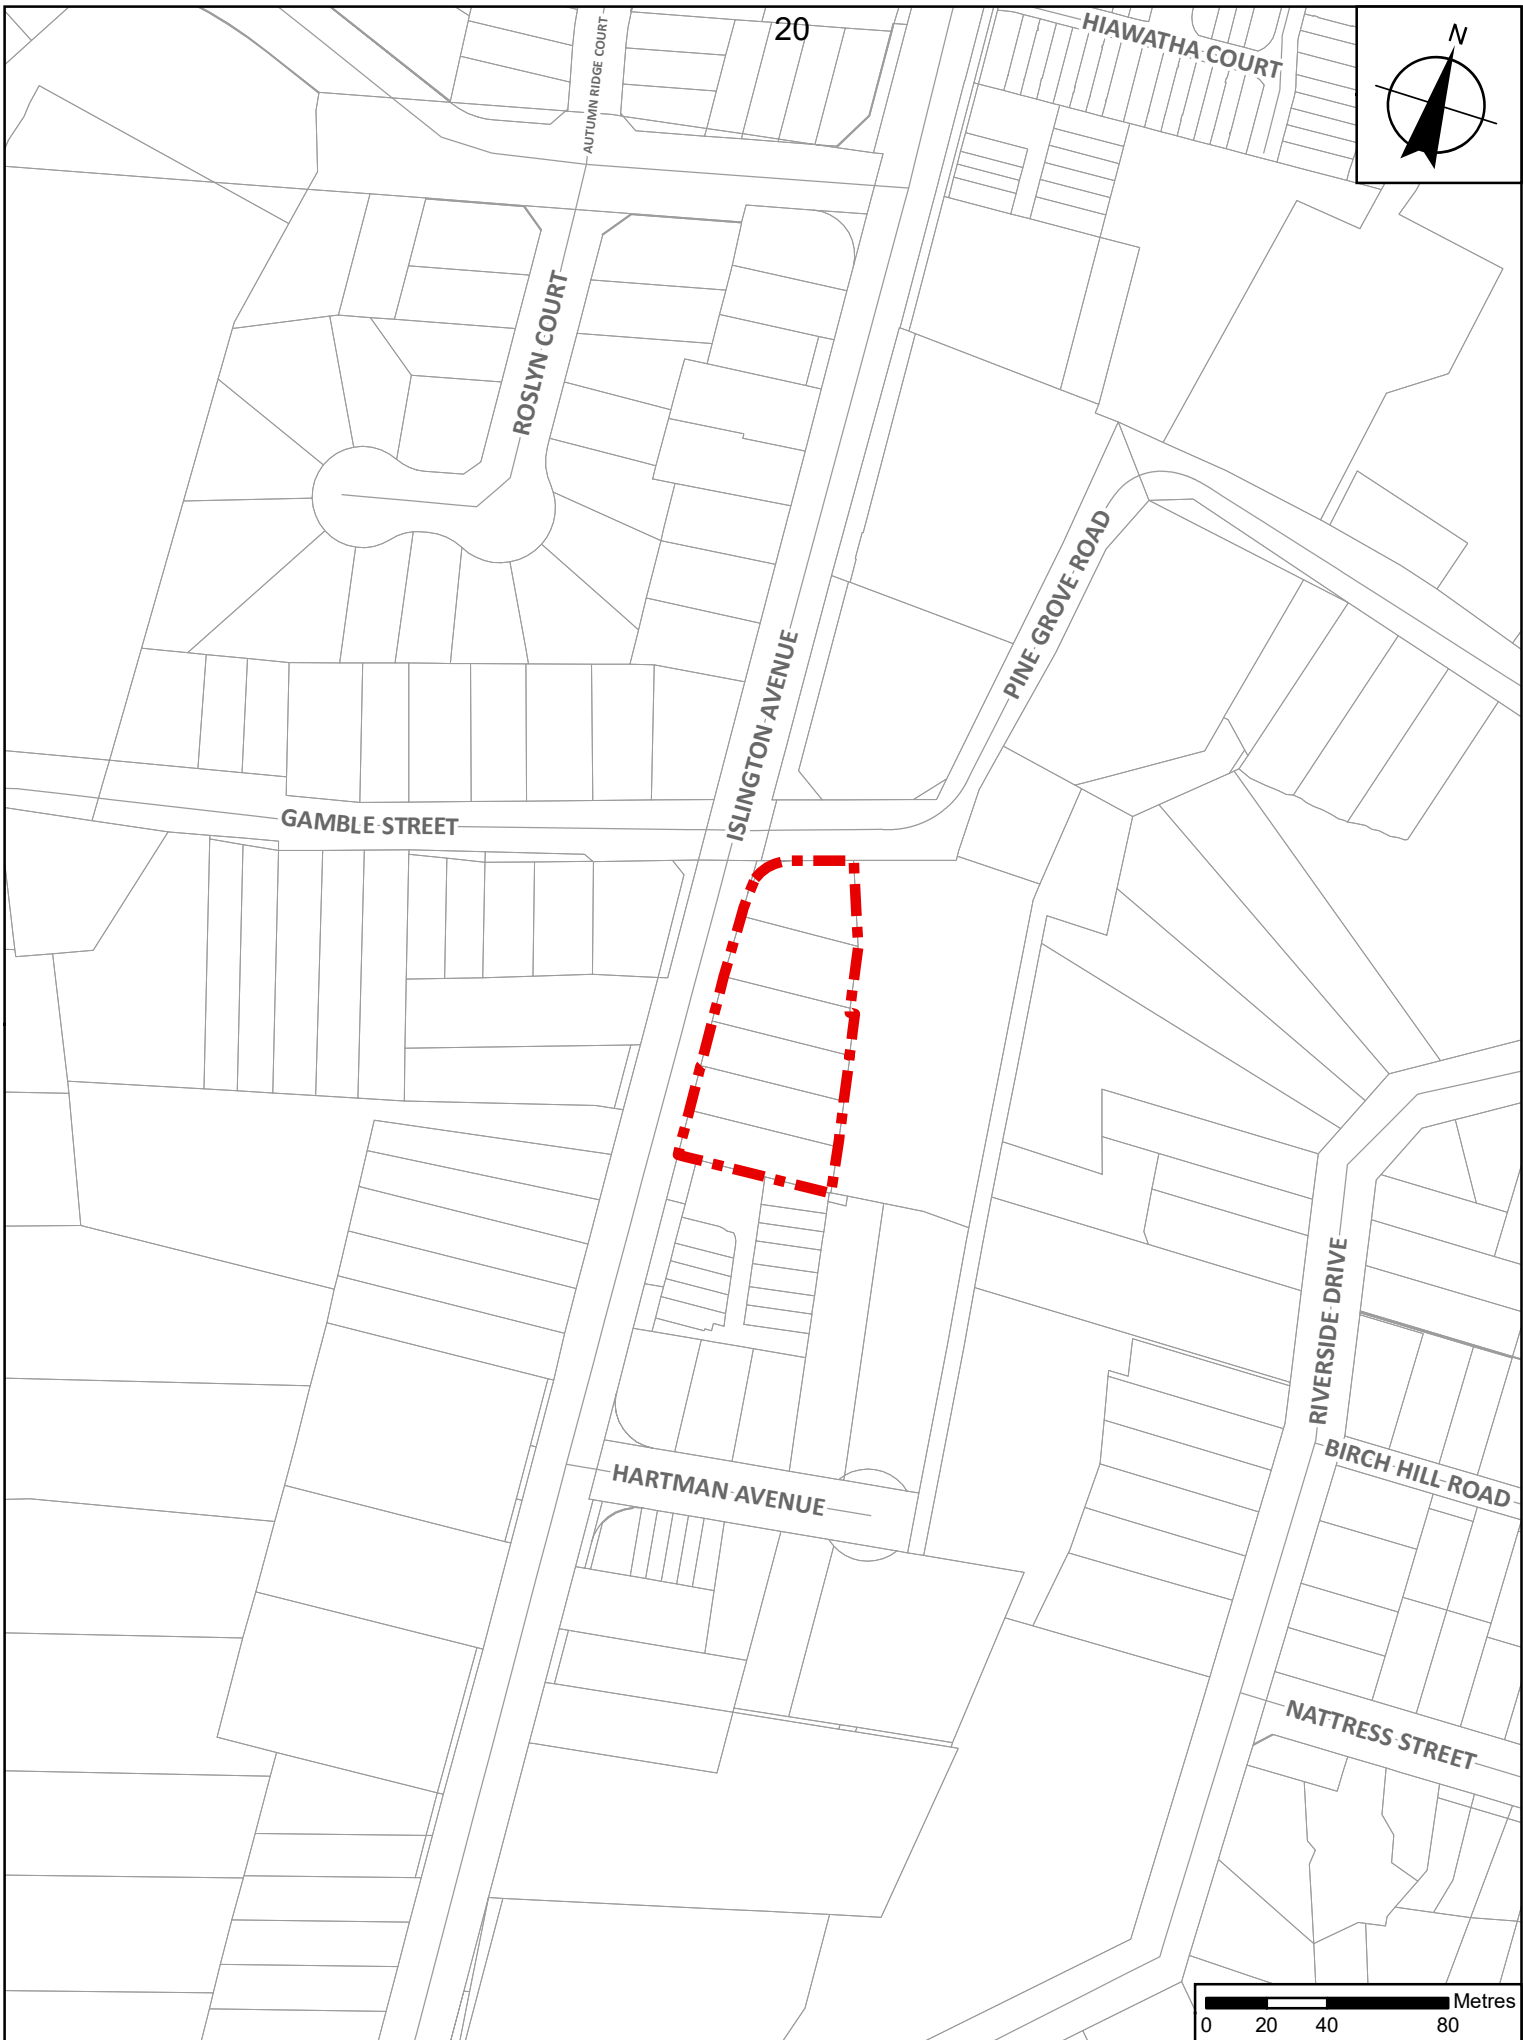 20
HIAWATHA COURT
N
AUTUMN RIDGE COURT
ROSLYN COURT
PINE GROVE ROAD
ISLINGTON AVENUE
GAMBLE STREET
RIVERSIDE DRIVE
BIRCH HILL ROAD
HARTMAN AVENUE
NATTRESS STREET
Metres
0 20 40 80